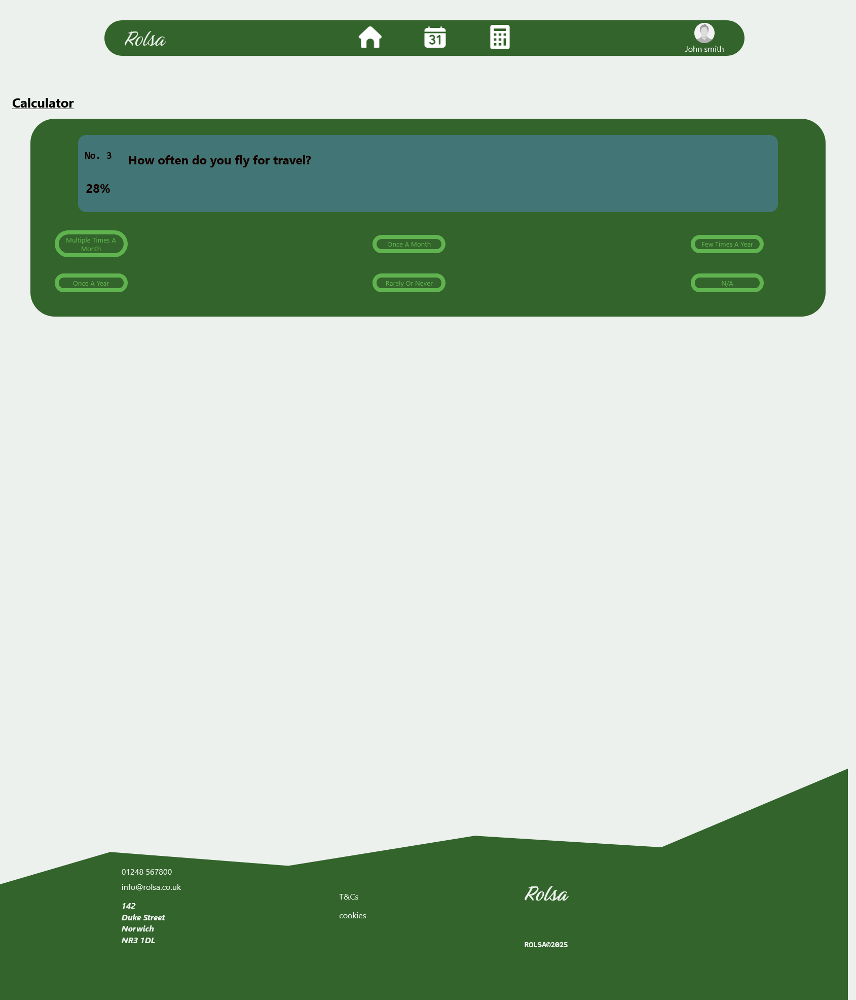 Rolsa
31
John smith
Calculator
No. 3
How often do you fly for travel?
28%
Multiple Times A
Month
Once A Month
Few Times A Year
Once A Year
Rarely Or Never
N/A
01248 567800
info@rolsa.co.uk
142
Duke Street
Norwich
NR3 1DL
T&Cs
cookies
Rolsa
ROLSA©2025